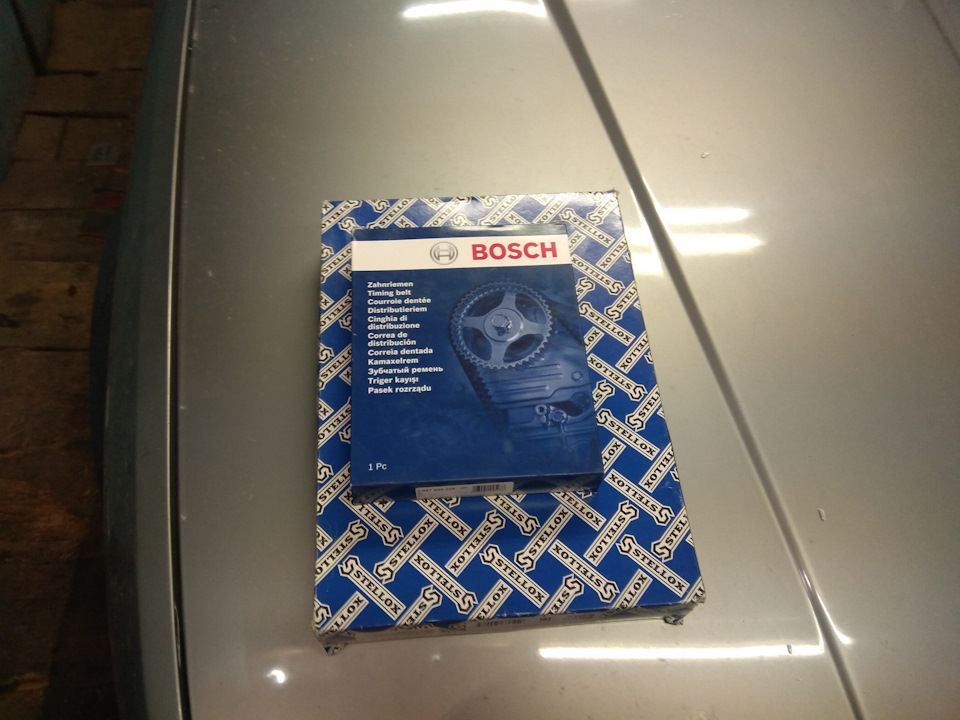 BOSCH
Zahnriemen
Timing belt
Courroie dentée
Distributieriem
Cinghia di
distribuzione
Correa de
distribución
Correia dentada
Kamaxelrem
Зубчатый ремень
Triger kayışı
Pasek rozrządu
1 Pc
STELLOX